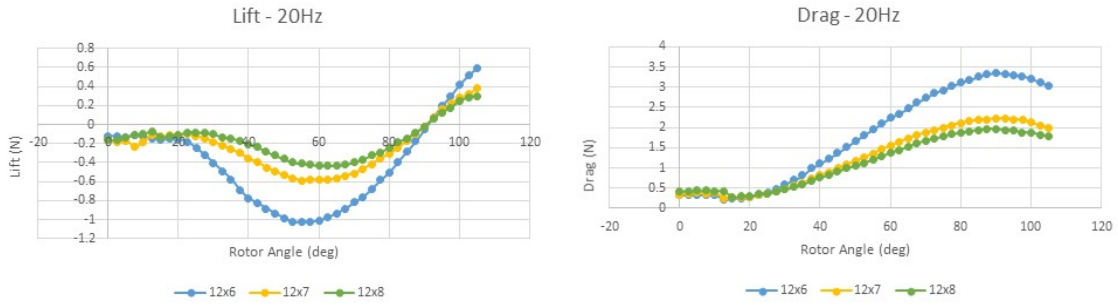 Lift - 20Hz
0.8
0.6
0.4
0.2
0
-0.2
-0.4
-0.6
-0.8
-1
-1.2
-20 0 20 40 60 80 100 120
Lift (N)
Rotor Angle (deg)
12x6 12x7 12x8
Drag - 20Hz
4
3.5
3
2.5
2
1.5
1
0.5
0
-20 0 20 40 60 80 100 120
Drag (N)
Rotor Angle (deg)
12x6 12x7 12x8